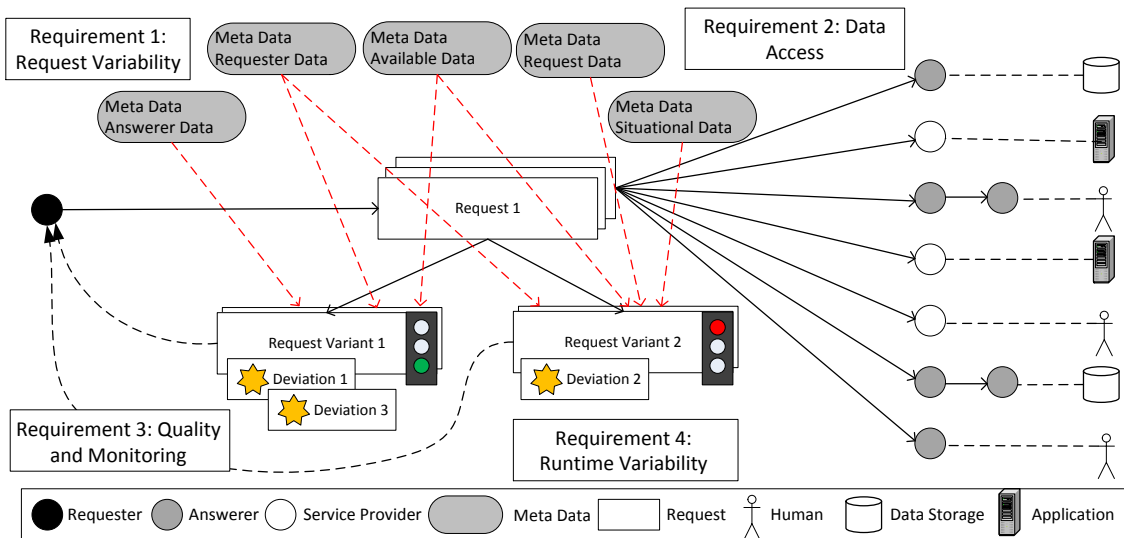 Requirement 1:
Request Variability
Meta Data
Requester Data
Meta Data
Available Data
Meta Data
Request Data
Requirement 2: Data
Access
Meta Data
Answerer Data
Meta Data
Situational Data
Request 1
Request Variant 1
Request Variant 2
Deviation 1
Deviation 3
Deviation 2
Requirement 3: Quality
and Monitoring
Requirement 4:
Runtime Variability
Requester
Answerer
Service Provider
Meta Data
Request
Human
Data Storage
Application